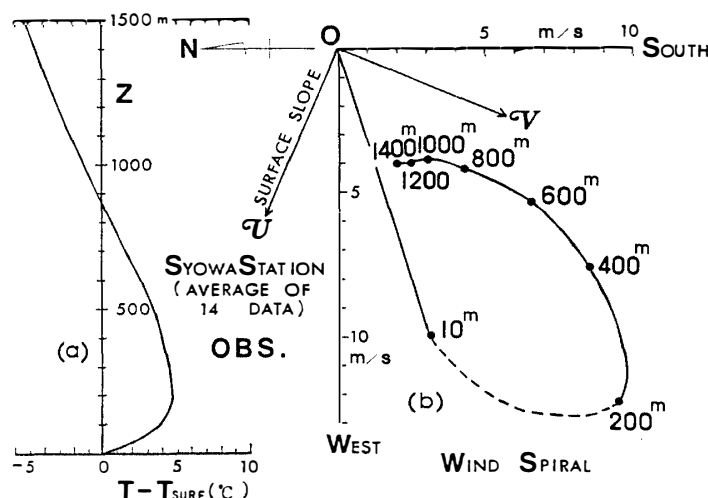 1500 m
Z
1000
500
(a)
-5 0 5 10
T-TSURF (℃)
N
O
5 m/s 10
SOUTH
SURFACE SLOPE
U
V
1400m 1000m 800m
1200
600m
400m
200m
10m
5
-10
m/s
SYOWA STATION
(AVERAGE OF
14 DATA)
OBS.
(b)
WEST
WIND SPIRAL